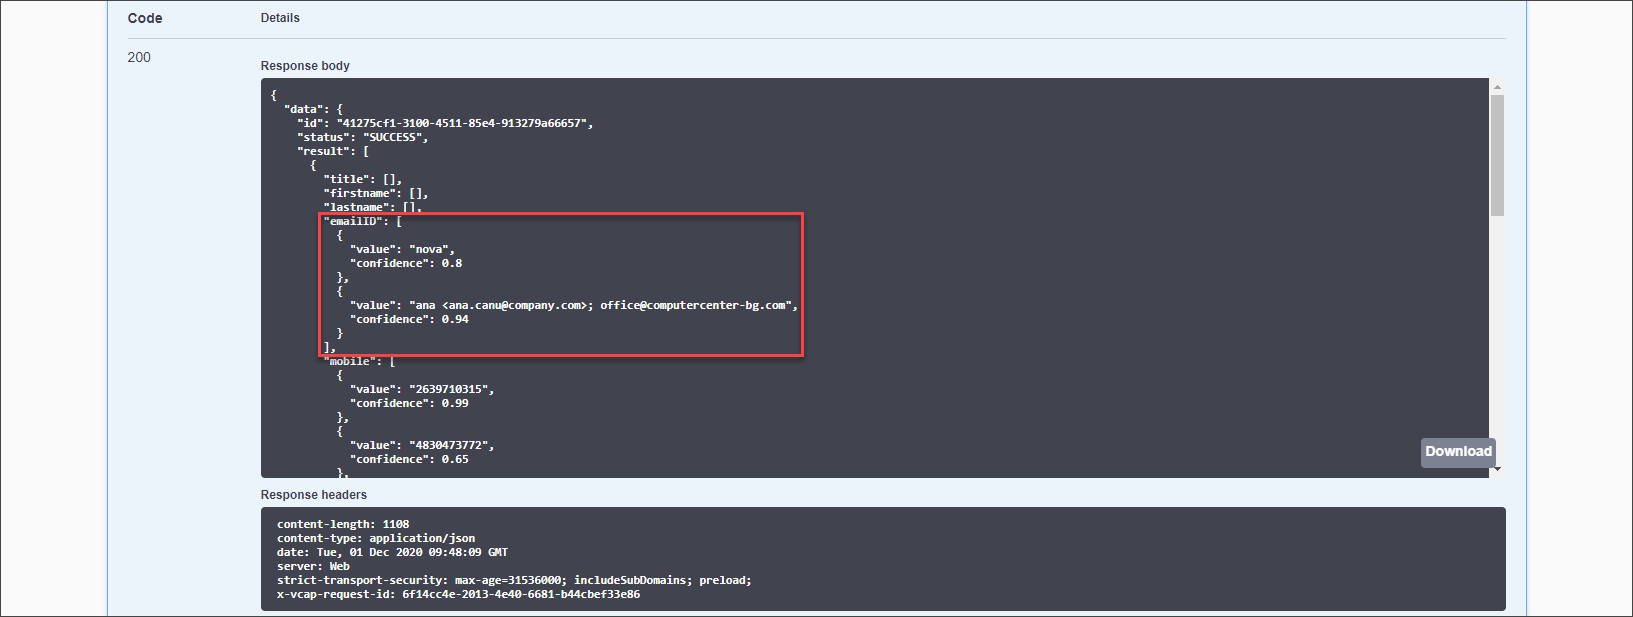 Code Details
200
Response body
{
  "data": {
    "id": "41275cf1-3100-4511-85e4-913279a66657",
    "status": "SUCCESS",
    "result": [
      {
        "title": [],
        "firstname": [],
        "lastname": [],
        "emailID": [
          {
            "value": "nova",
            "confidence": 0.8
          },
          {
            "value": "ana <ana.canu@company.com>; office@computercenter-bg.com",
            "confidence": 0.94
          }
        ],
        "mobile": [
          {
            "value": "2639710315",
            "confidence": 0.99
          },
          {
            "value": "4830473772",
            "confidence": 0.65
          },
Download
Response headers
content-length: 1108
content-type: application/json
date: Tue, 01 Dec 2020 09:48:09 GMT
server: Web
strict-transport-security: max-age=31536000; includeSubDomains; preload;
x-vcap-request-id: 6f14cc4e-2013-4e40-6681-b44cbef33e86